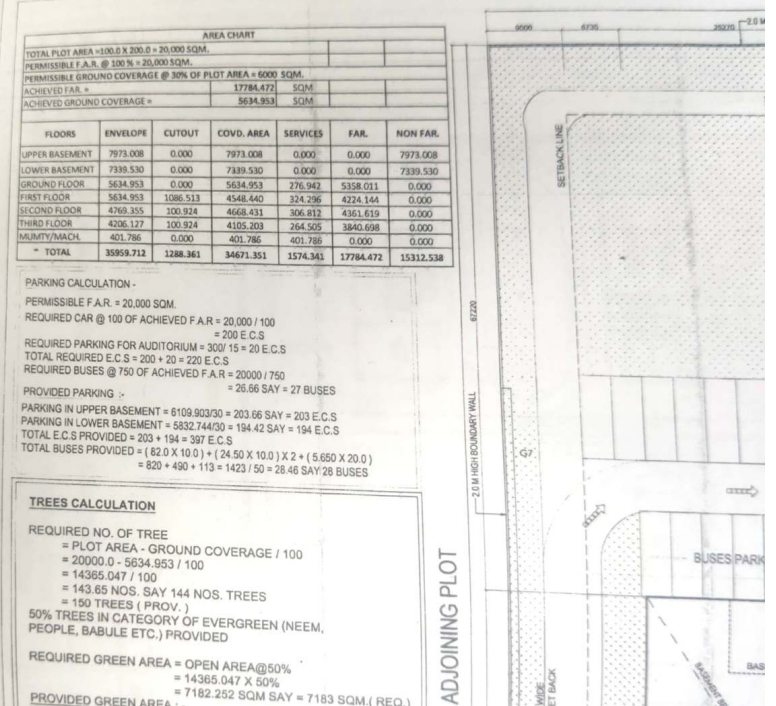 AREA CHART
TOTAL PLOT AREA =100.0 X 200.0 = 20,000 SQM.
PERMISSIBLE F.A.R. @ 100 % = 20,000 SQM.
PERMISSIBLE GROUND COVERAGE @ 30% OF PLOT AREA = 6000 SQM.
ACHIEVED FAR. = 17784.472 SQM
ACHIEVED GROUND COVERAGE = 5634.953 SQM
FLOORS ENVELOPE CUTOUT COVD. AREA SERVICES FAR. NON FAR.
UPPER BASEMENT 7973.008 0.000 7973.008 0.000 0.000 7973.008
LOWER BASEMENT 7339.530 0.000 7339.530 0.000 0.000 7339.530
GROUND FLOOR 5634.953 0.000 5634.953 276.942 5358.011 0.000
FIRST FLOOR 5634.953 1086.513 4548.440 324.296 4224.144 0.000
SECOND FLOOR 4769.355 100.924 4668.431 306.812 4361.619 0.000
THIRD FLOOR 4206.127 100.924 4105.203 264.505 3840.698 0.000
MUMTY/MACH. 401.786 0.000 401.786 401.786 0.000 0.000
= TOTAL 35959.712 1288.361 34671.351 1574.341 17784.472 15312.538
PARKING CALCULATION -
PERMISSIBLE F.A.R. = 20,000 SQM.
REQUIRED CAR @ 100 OF ACHIEVED F.A.R = 20,000 / 100
= 200 E.C.S
REQUIRED PARKING FOR AUDITORIUM = 300/ 15 = 20 E.C.S
TOTAL REQUIRED E.C.S = 200 + 20 = 220 E.C.S
REQUIRED BUSES @ 750 OF ACHIEVED F.A.R = 20000 / 750
= 26.66 SAY = 27 BUSES
PROVIDED PARKING :-
PARKING IN UPPER BASEMENT = 6109.903/30 = 203.66 SAY = 203 E.C.S
PARKING IN LOWER BASEMENT = 5832.744/30 = 194.42 SAY = 194 E.C.S
TOTAL E.C.S PROVIDED = 203 + 194 = 397 E.C.S
TOTAL BUSES PROVIDED = ( 82.0 X 10.0 ) + ( 24.50 X 10.0 ) X 2 + ( 5.650 X 20.0 )
= 820 + 490 + 113 = 1423 / 50 = 28.46 SAY 28 BUSES
TREES CALCULATION
REQUIRED NO. OF TREE
= PLOT AREA - GROUND COVERAGE / 100
= 20000.0 - 5634.953 / 100
= 14365.047 / 100
= 143.65 NOS. SAY 144 NOS. TREES
= 150 TREES ( PROV. )
50% TREES IN CATEGORY OF EVERGREEN (NEEM,
PEOPLE, BABULE ETC.) PROVIDED
REQUIRED GREEN AREA = OPEN AREA@50%
= 14365.047 X 50%
= 7182.252 SQM SAY = 7183 SQM.( REQ.)
PROVIDED GREEN AREA
2.0 M
9000 6735 25270
SETBACK LINE
67220
2.0 M HIGH BOUNDARY WALL
G7
ADJOINING PLOT
BUSES PARK
WIDE
ET BACK
BASEMENT
BAS